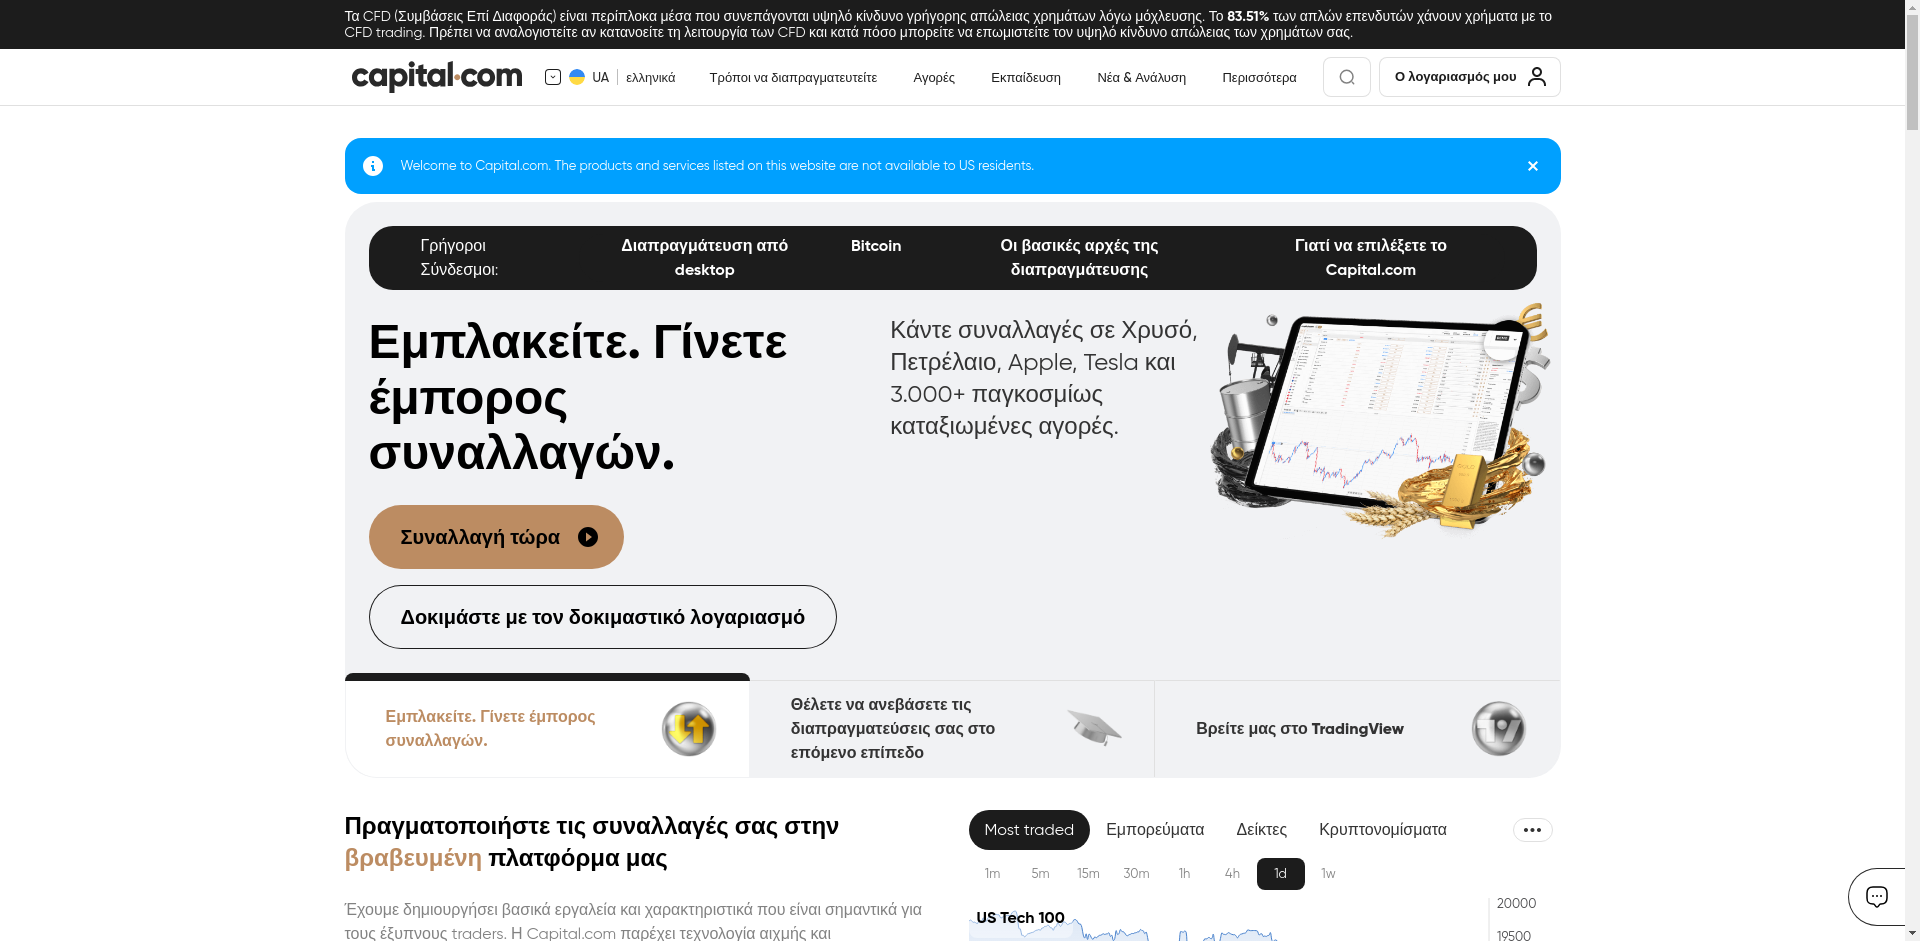 Τα CFD (Συμβάσεις Επί Διαφοράς) είναι περίπλοκα μέσα που συνεπάγονται υψηλό κίνδυνο γρήγορης απώλειας χρημάτων λόγω μόχλευσης. Το 83.51% των απλών επενδυτών χάνουν χρήματα με το
CFD trading. Πρέπει να αναλογιστείτε αν κατανοείτε τη λειτουργία των CFD και κατά πόσο μπορείτε να επωμιστείτε τον υψηλό κίνδυνο απώλειας των χρημάτων σας.
capital.com
UA
ελληνικά
Τρόποι να διαπραγματευτείτε
Αγορές
Εκπαίδευση
Νέα & Ανάλυση
Περισσότερα
Ο λογαριασμός μου
Welcome to Capital.com. The products and services listed on this website are not available to US residents.
Γρήγοροι
Σύνδεσμοι:
Διαπραγμάτευση από
desktop
Bitcoin
Οι βασικές αρχές της
διαπραγμάτευσης
Γιατί να επιλέξετε το
Capital.com
Εμπλακείτε. Γίνετε
έμπορος
συναλλαγών.
Κάντε συναλλαγές σε Χρυσό,
Πετρέλαιο, Apple, Tesla και
3.000+ παγκοσμίως
καταξιωμένες αγορές.
Συναλλαγή τώρα
Δοκιμάστε με τον δοκιμαστικό λογαριασμό
Εμπλακείτε. Γίνετε έμπορος
συναλλαγών.
Θέλετε να ανεβάσετε τις
διαπραγματεύσεις σας στο
επόμενο επίπεδο
Βρείτε μας στο TradingView
Πραγματοποιήστε τις συναλλαγές σας στην
βραβευμένη πλατφόρμα μας
Έχουμε δημιουργήσει βασικά εργαλεία και χαρακτηριστικά που είναι σημαντικά για
τους έξυπνους traders. Η Capital.com παρέχει τεχνολογία αιχμής και
Most traded
Εμπορεύματα
Δείκτες
Κρυπτονομίσματα
1m
5m
15m
30m
1h
4h
1d
1w
US Tech 100
20000
19500